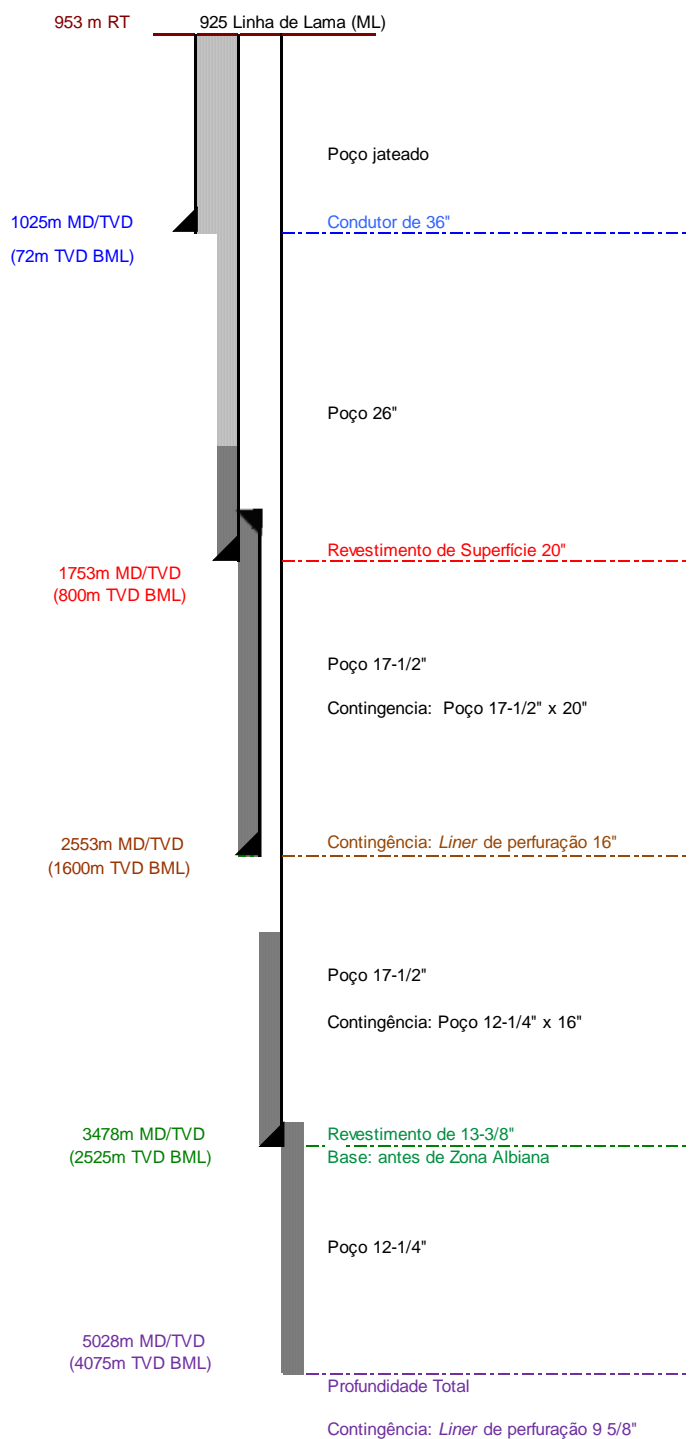 953 m RT 925 Linha de Lama (ML)
Poço jateado
1025m MD/TVD Condutor de 36"
(72m TVD BML)
Poço 26"
Revestimento de Superfície 20"
1753m MD/TVD
(800m TVD BML)
Poço 17-1/2"
Contingencia: Poço 17-1/2" x 20"
2553m MD/TVD Contingência: Liner de perfuração 16"
(1600m TVD BML)
Poço 17-1/2"
Contingência: Poço 12-1/4" x 16"
3478m MD/TVD Revestimento de 13-3/8"
(2525m TVD BML) Base: antes de Zona Albiana
Poço 12-1/4"
5028m MD/TVD
(4075m TVD BML)
Profundidade Total
Contingência: Liner de perfuração 9 5/8"